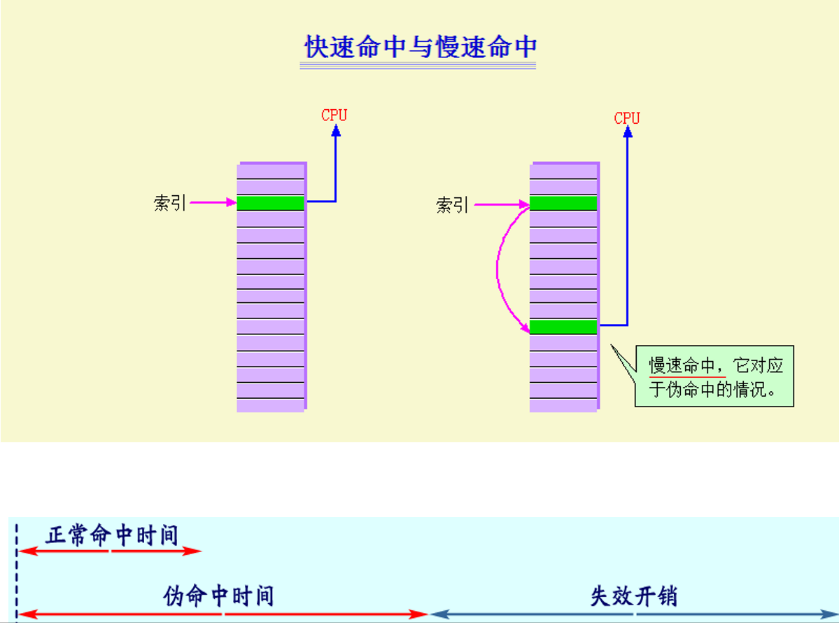 快速命中与慢速命中
CPU
CPU
索引
索引
慢速命中，它对应
于伪命中的情况。
正常命中时间
伪命中时间
失效开销